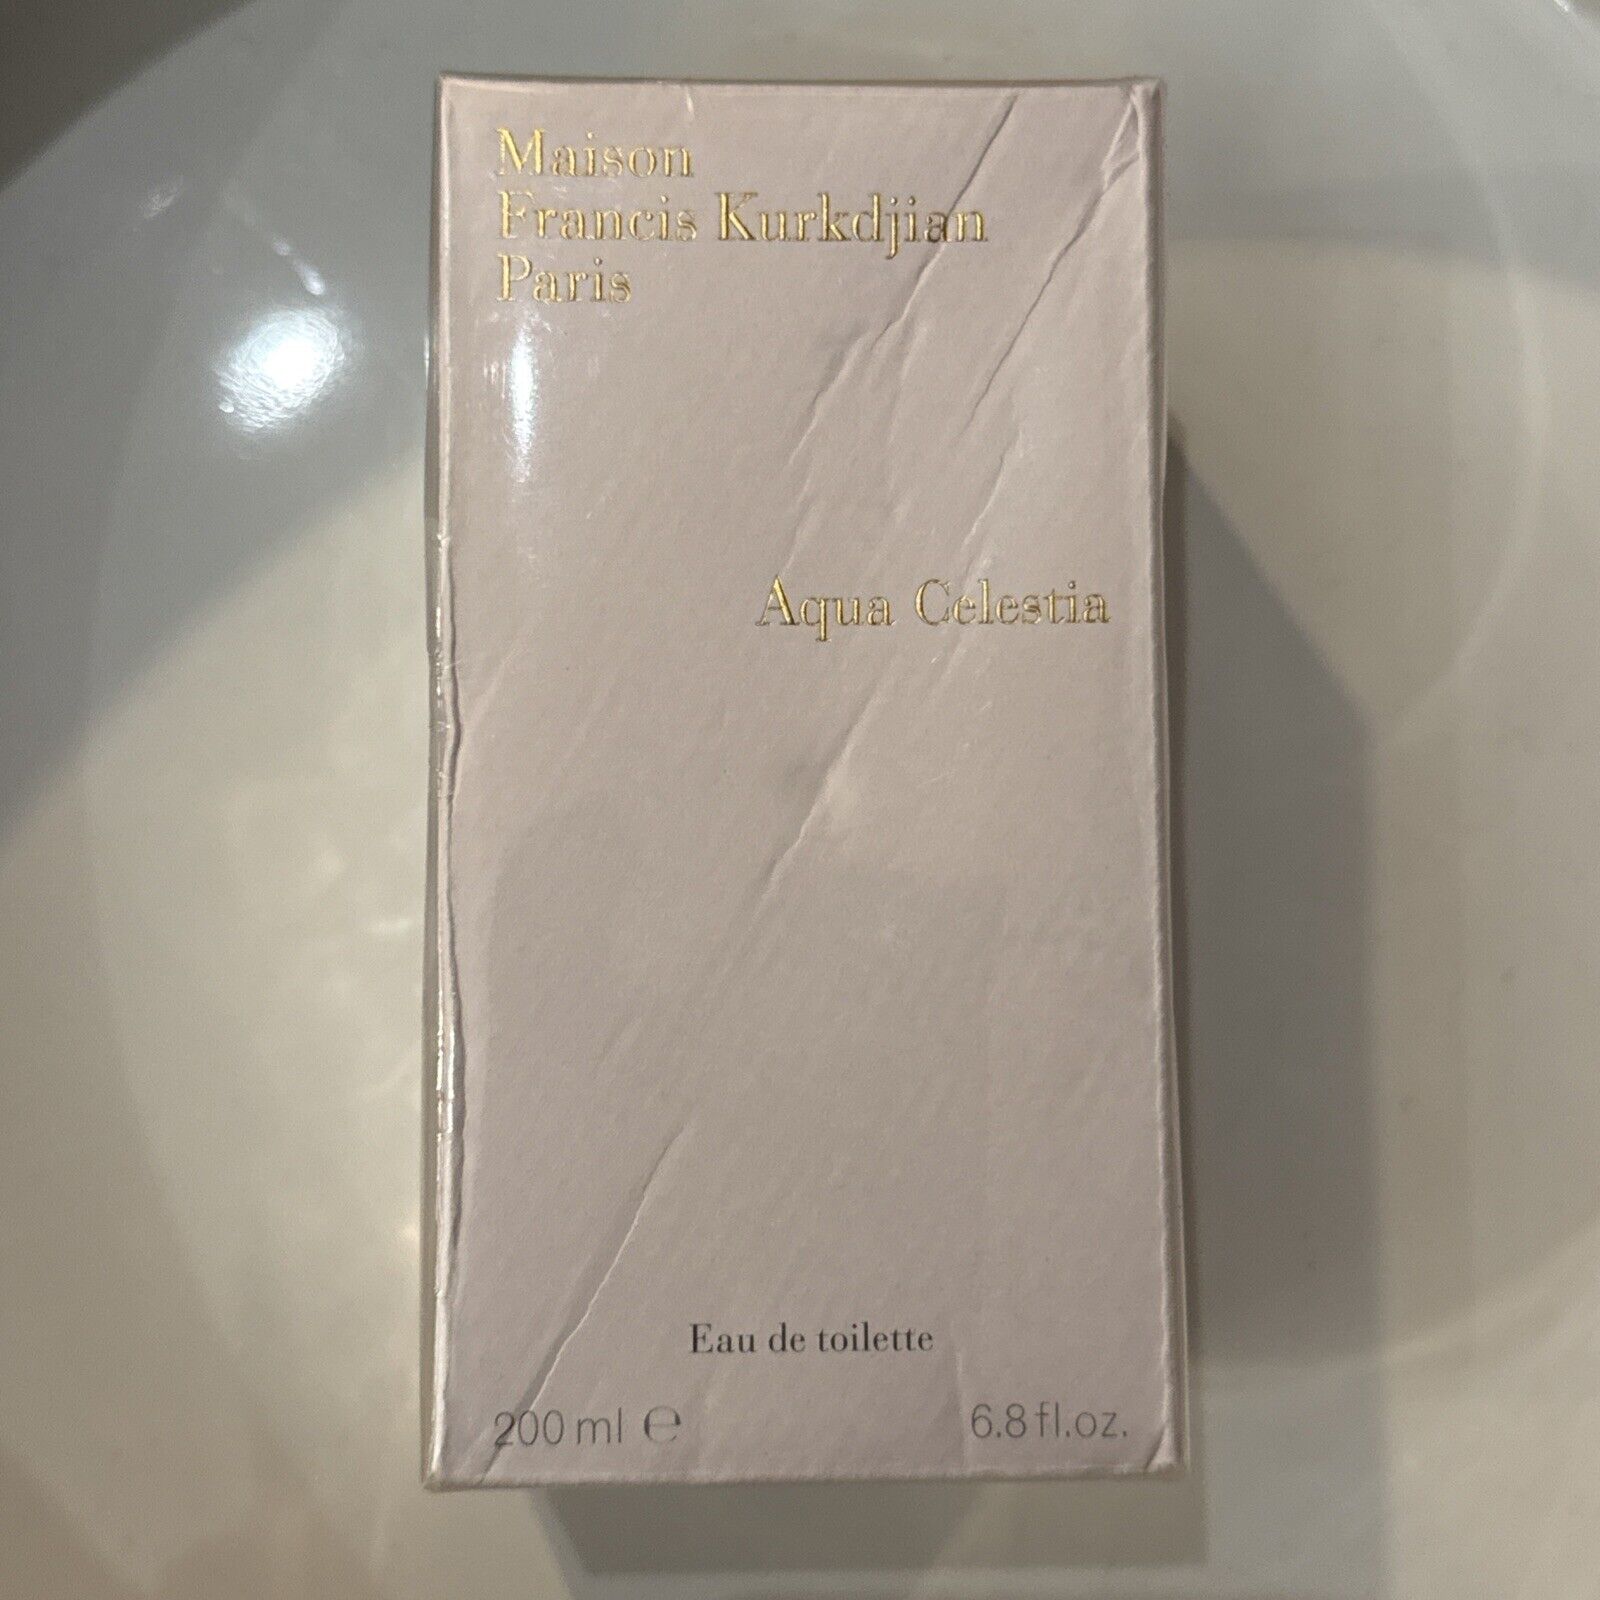 Maison
Francis Kurkdjian
Paris
Aqua Celestia
Eau de toilette
200 ml ℮
6.8 fl.oz.